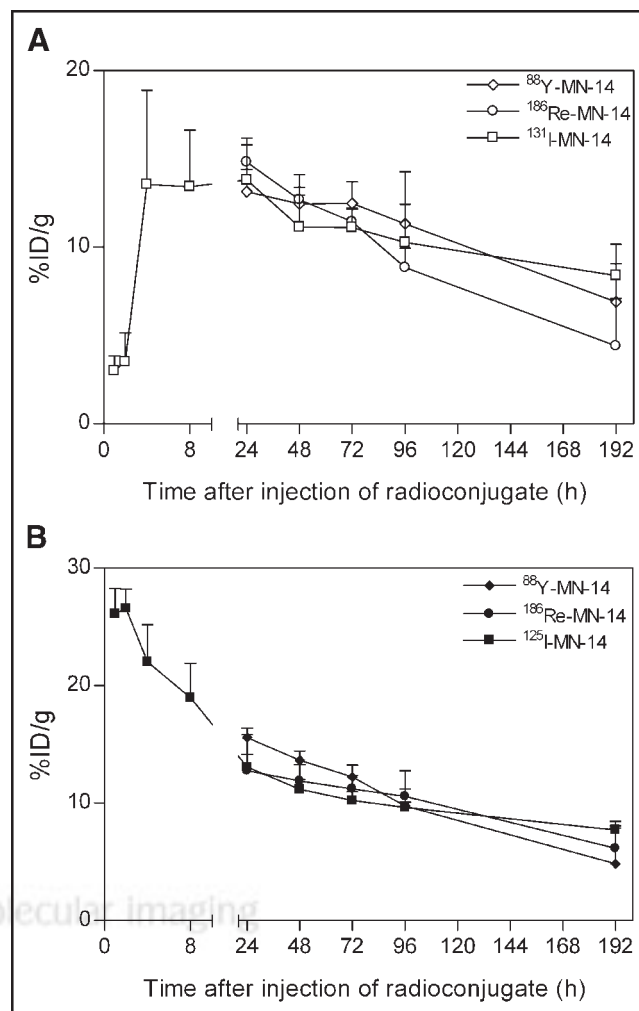 A
20
10
0
%ID/g
⁸⁸Y-MN-14
¹⁸⁶Re-MN-14
¹³¹I-MN-14
0 8 24 48 72 96 120 144 168 192
Time after injection of radioconjugate (h)
B
30
20
10
0
%ID/g
⁸⁸Y-MN-14
¹⁸⁶Re-MN-14
¹²⁵I-MN-14
olecular imaging
0 8 24 48 72 96 120 144 168 192
Time after injection of radioconjugate (h)